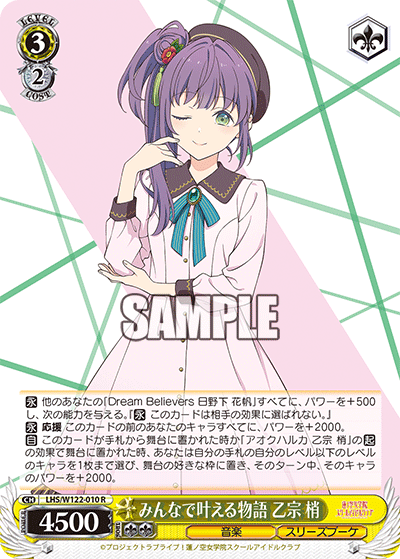 LEVEL
3
2
COST
SAMPLE
永 他のあなたの「Dream Believers 日野下 花帆」すべてに、パワーを＋500
し、次の能力を与える。『永 このカードは相手の効果に選ばれない。』
永 応援 このカードの前のあなたのキャラすべてに、パワーを＋2000。
自 このカードが手札から舞台に置かれた時か「アオクハルカ 乙宗 梢」の起
の効果で舞台に置かれた時、あなたは自分の手札の自分のレベル以下のレベル
のキャラを1枚まで選び、舞台の好きな枠に置き、そのターン中、そのキャラ
のパワーを＋2000。
CH LHS/W122-010 R
4500
みんなで叶える物語 乙宗 梢
音楽
スリーズブーケ
©プロジェクトラブライブ！蓮ノ空女学院スクールアイドルクラブ